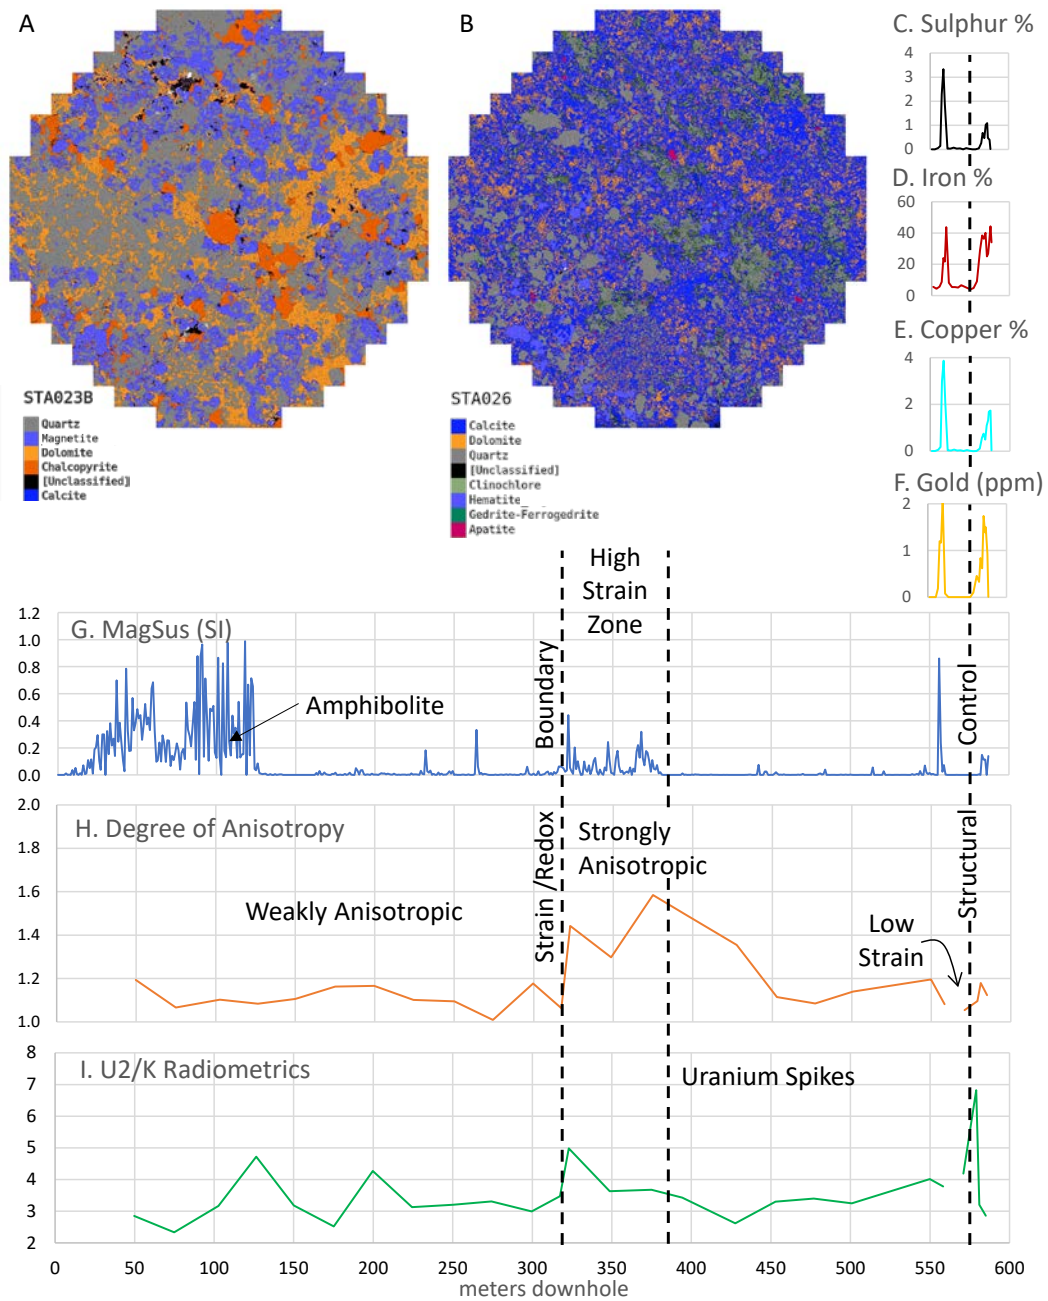 A
B
C. Sulphur %
4
3
2
1
0
D. Iron %
60
40
20
0
E. Copper %
4
2
0
F. Gold (ppm)
2
1
0
STA023B
Quartz
Magnetite
Dolomite
Chalcopyrite
[Unclassified]
Calcite
STA026
Calcite
Dolomite
Quartz
[Unclassified]
Clinochlore
Hematite
Gedrite-Ferrogedrite
Apatite
High
Strain
Zone
G. MagSus (SI)
1.2
1.0
0.8
0.6
0.4
0.2
0.0
Amphibolite
Strain /Redox Boundary
Structural Control
H. Degree of Anisotropy
2.0
1.8
1.6
1.4
1.2
1.0
Weakly Anisotropic
Strongly
Anisotropic
Low
Strain
I. U2/K Radiometrics
8
7
6
5
4
3
2
Uranium Spikes
0 50 100 150 200 250 300 350 400 450 500 550 600
meters downhole